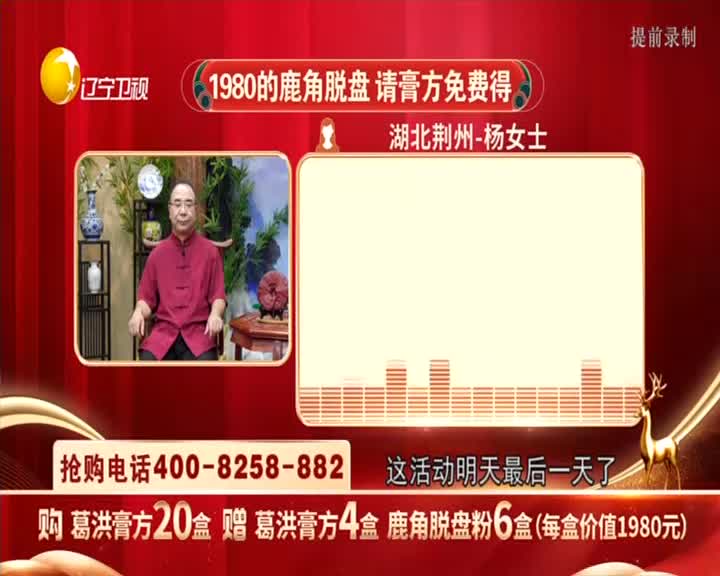 提前录制
辽宁卫视
1980的鹿角脱盘 请膏方免费得
湖北荆州-杨女士
抢购电话400-8258-882
这活动明天最后一天了
购 葛洪膏方20盒 赠 葛洪膏方4盒 鹿角脱盘粉6盒(每盒价值1980元)